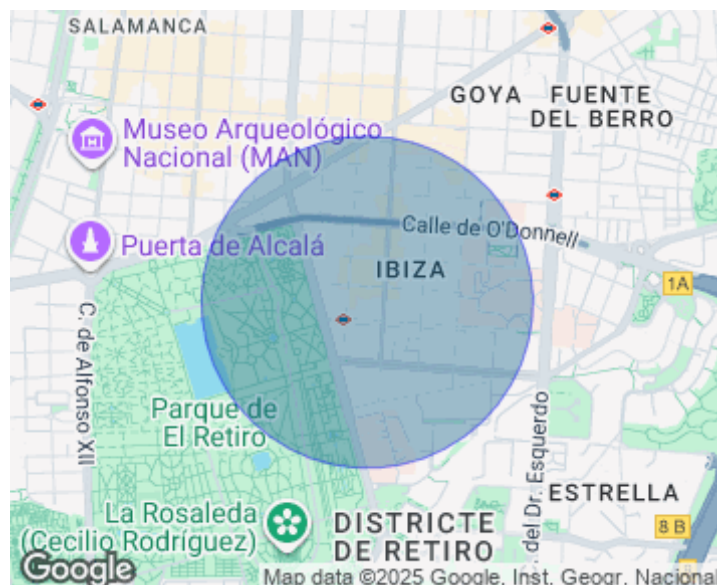 SALAMANCA
GOYA
FUENTE
DEL BERRO
Museo Arqueológico
Nacional (MAN)
Calle de O'Donnell
Puerta de Alcalá
IBIZA
1A
C. de Alfonso XII
Parque de
El Retiro
C. del Dr. Esquerdo
ESTRELLA
La Rosaleda
(Cecilio Rodríguez)
DISTRICTE
DE RETIRO
8 B
Google
Map data ©2025 Google, Inst. Geogr. Nacional